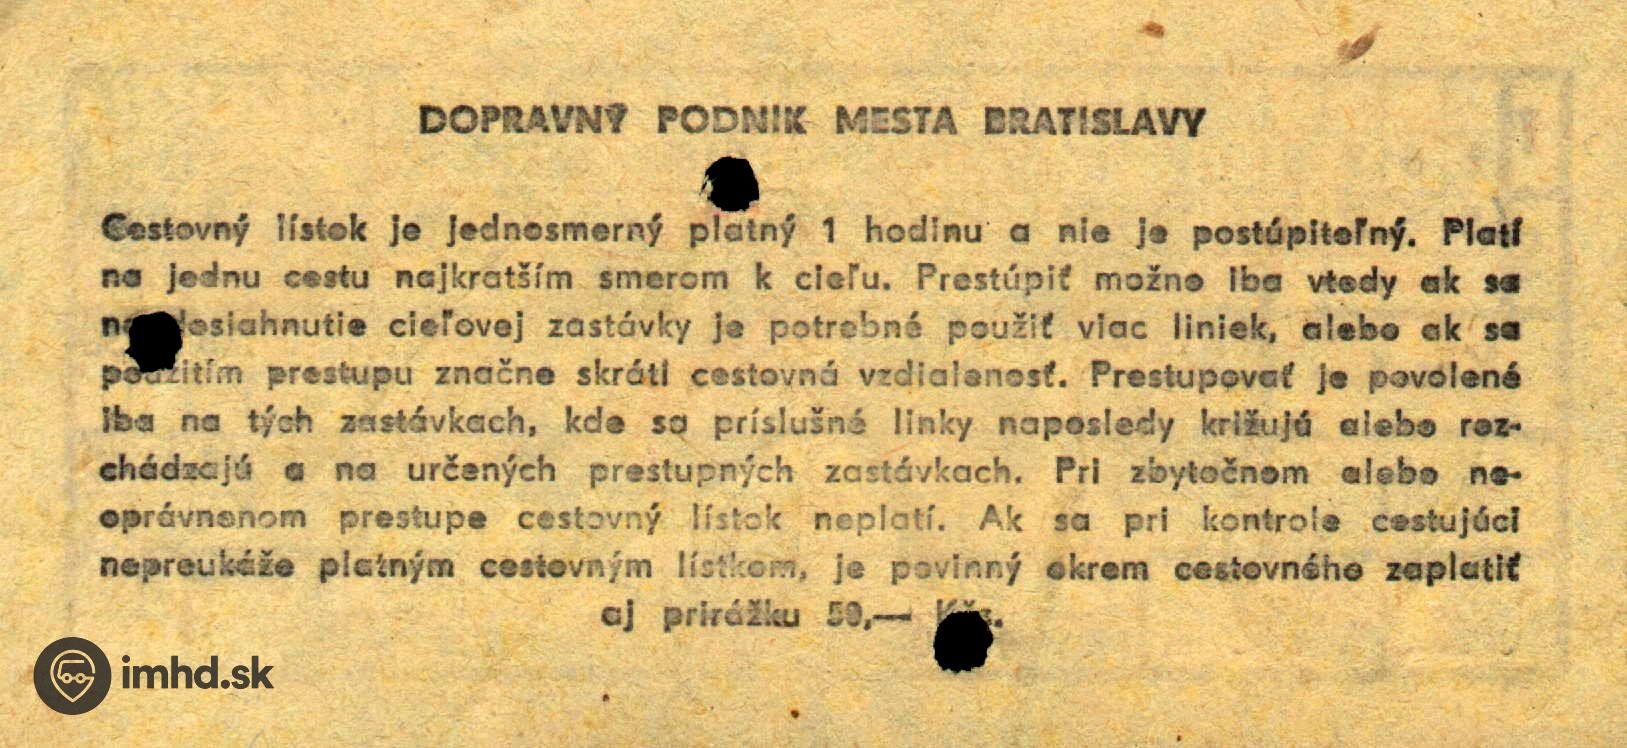 DOPRAVNÝ PODNIK MESTA BRATISLAVY
Cestovný lístok je jednosmerný platný 1 hodinu a nie je postúpiteľný. Platí
na jednu cestu najkratším smerom k cieľu. Prestúpiť možno iba vtedy ak sa
na dosiahnutie cieľovej zastávky je potrebné použiť viac liniek, alebo ak sa
použitím prestupu značne skráti cestovná vzdialenosť. Prestupovať je povolené
iba na tých zastávkach, kde sa príslušné linky naposledy križujú alebo roz-
chádzajú a na určených prestupných zastávkach. Pri zbytočnom alebo ne-
oprávnenom prestupe cestovný lístok neplatí. Ak sa pri kontrole cestujúci
nepreukáže platným cestovným lístkom, je povinný okrem cestovného zaplatiť
aj prirážku 50,— Kčs.
imhd.sk